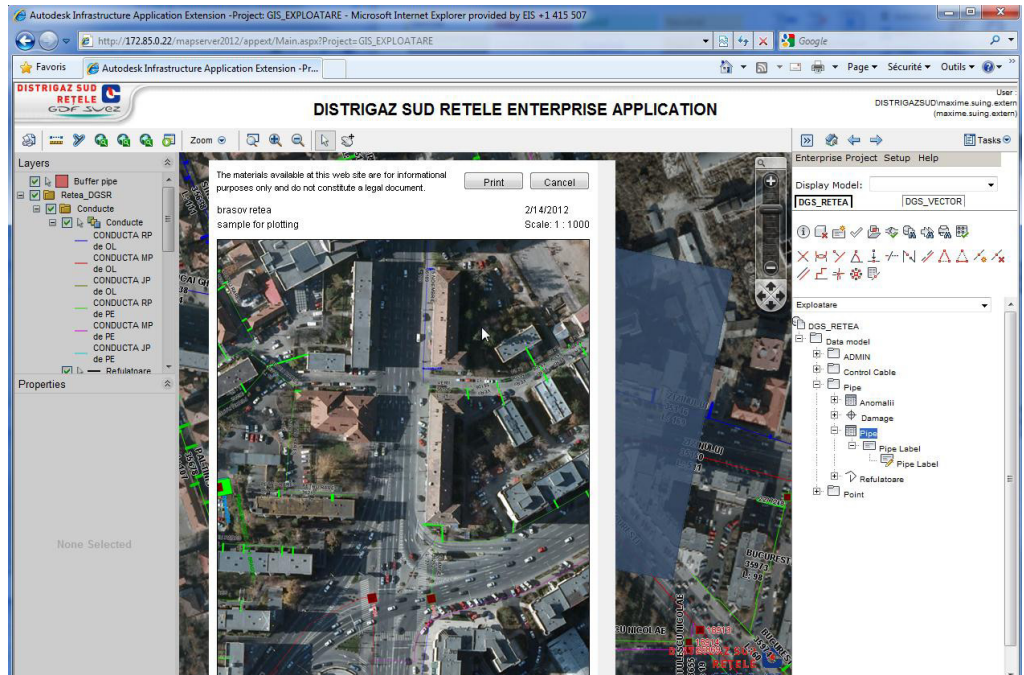 Autodesk Infrastructure Application Extension -Project: GIS_EXPLOATARE - Microsoft Internet Explorer provided by EIS +1 415 507
http://172.85.0.22/mapserver2012/appext/Main.aspx?Project=GIS_EXPLOATARE
Google
Favoris
Autodesk Infrastructure Application Extension -Pr...
Page
Sécurité
Outils
DISTRIGAZ SUD
RETELE
GDF SUEZ
DISTRIGAZ SUD RETELE ENTERPRISE APPLICATION
User :
DISTRIGAZSUD\maxime.suing.extern
(maxime.suing.extern)
Zoom
Tasks
Layers
Buffer pipe
Retea_DGSR
Conducte
Conducte
CONDUCTA RP
de OL
CONDUCTA MP
de OL
CONDUCTA JP
de OL
CONDUCTA RP
de PE
CONDUCTA MP
de PE
CONDUCTA JP
de PE
Refulatoare
Properties
None Selected
The materials available at this web site are for informational
purposes only and do not constitute a legal document.
Print
Cancel
brasov retea
2/14/2012
sample for plotting
Scale: 1 : 1000
BUCUREST
35973
L: 98
CU NICOLAE
Enterprise Project Setup Help
Display Model:
DGS_RETEA
DGS_VECTOR
Exploatare
DGS_RETEA
Data model
ADMIN
Control Cable
Pipe
Anomalii
Damage
Pipe
Pipe Label
Pipe Label
Refulatoare
Point